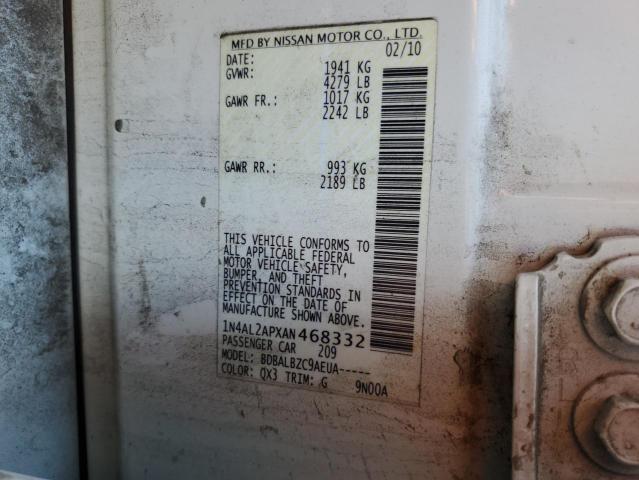 MFD BY NISSAN MOTOR CO., LTD.
DATE: 02/10
GVWR: 1941 KG
4279 LB
GAWR FR.: 1017 KG
2242 LB
GAWR RR.: 993 KG
2189 LB
THIS VEHICLE CONFORMS TO
ALL APPLICABLE FEDERAL
MOTOR VEHICLE SAFETY,
BUMPER, AND THEFT
PREVENTION STANDARDS IN
EFFECT ON THE DATE OF
MANUFACTURE SHOWN ABOVE.
1N4AL2APXAN468332
PASSENGER CAR 209
MODEL: BDBALBZC9AEUA-----
COLOR: QX3 TRIM: G 9N00A